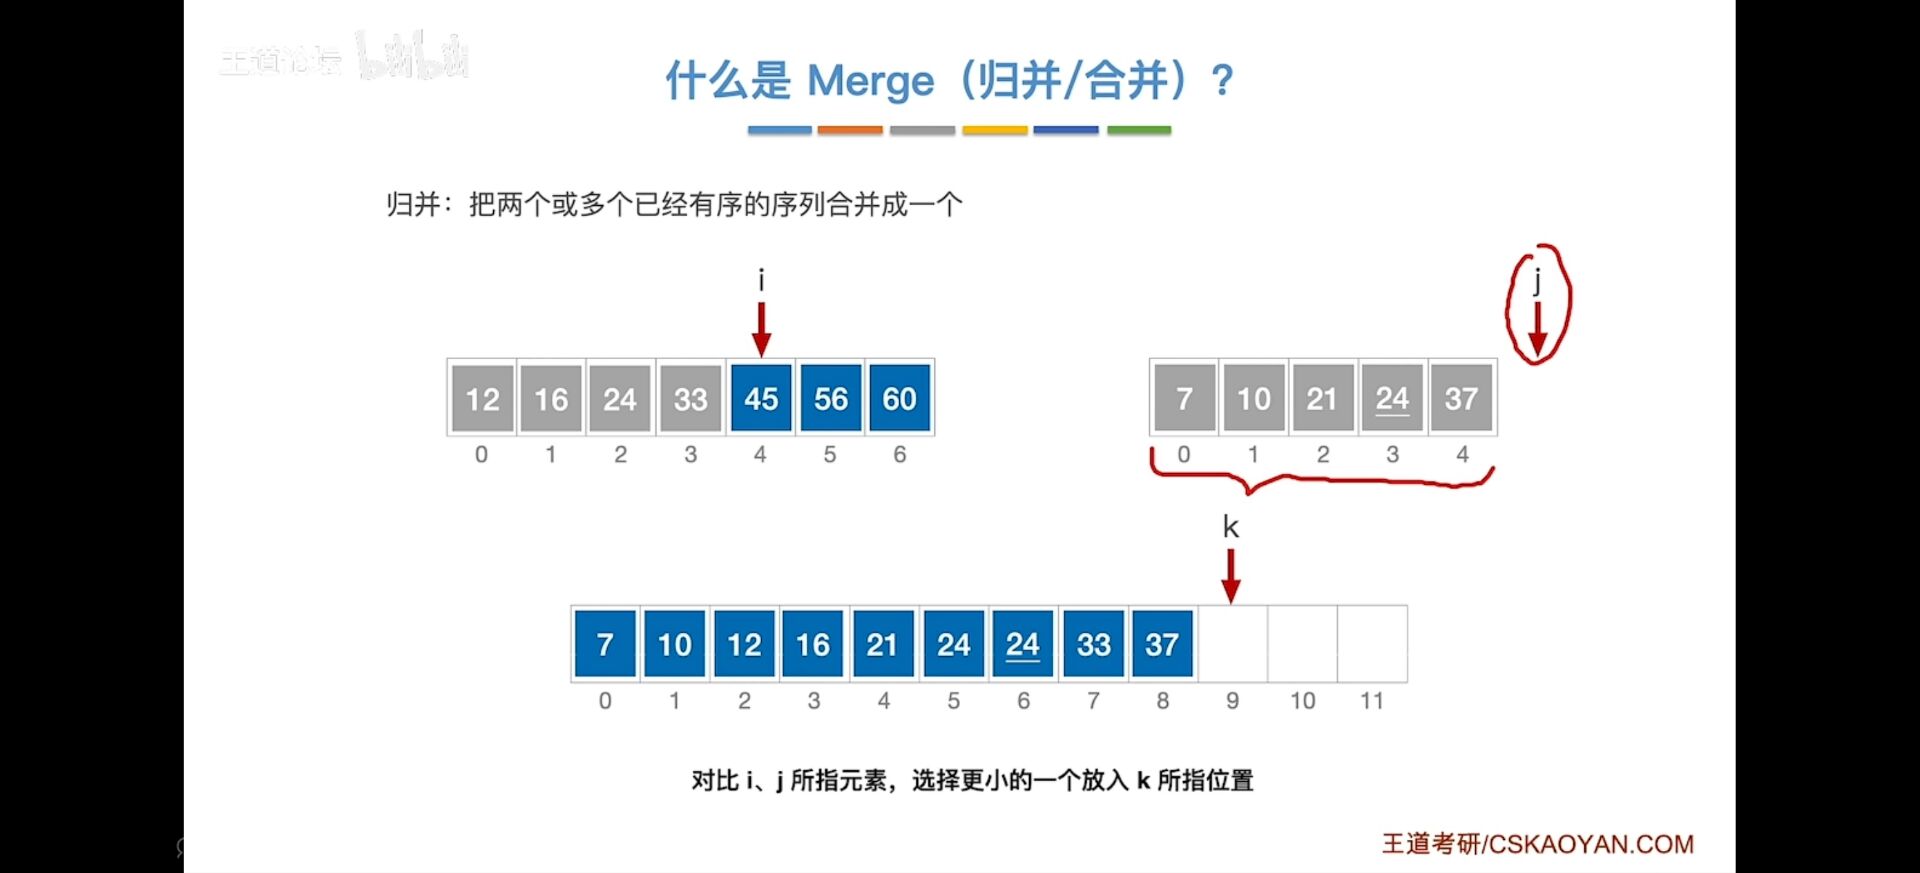 王道论坛 bilibili
什么是 Merge（归并/合并）?
归并：把两个或多个已经有序的序列合并成一个
i
j
12 16 24 33 45 56 60
7 10 21 24 37
0 1 2 3 4 5 6
0 1 2 3 4
k
7 10 12 16 21 24 24 33 37
0 1 2 3 4 5 6 7 8 9 10 11
对比 i、j 所指元素，选择更小的一个放入 k 所指位置
王道考研/CSKAOYAN.COM